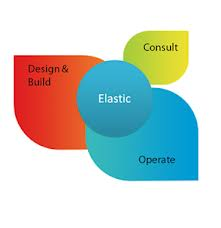 Consult
Design &
Build
Elastic
Operate